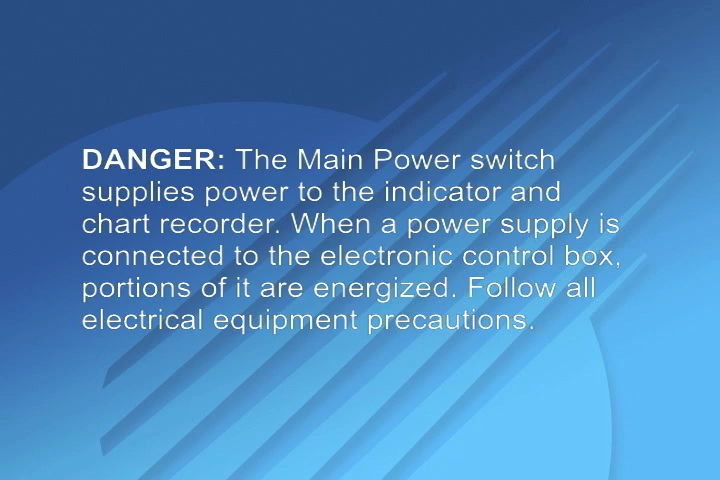 DANGER: The Main Power switch
supplies power to the indicator and
chart recorder. When a power supply is
connected to the electronic control box,
portions of it are energized. Follow all
electrical equipment precautions.